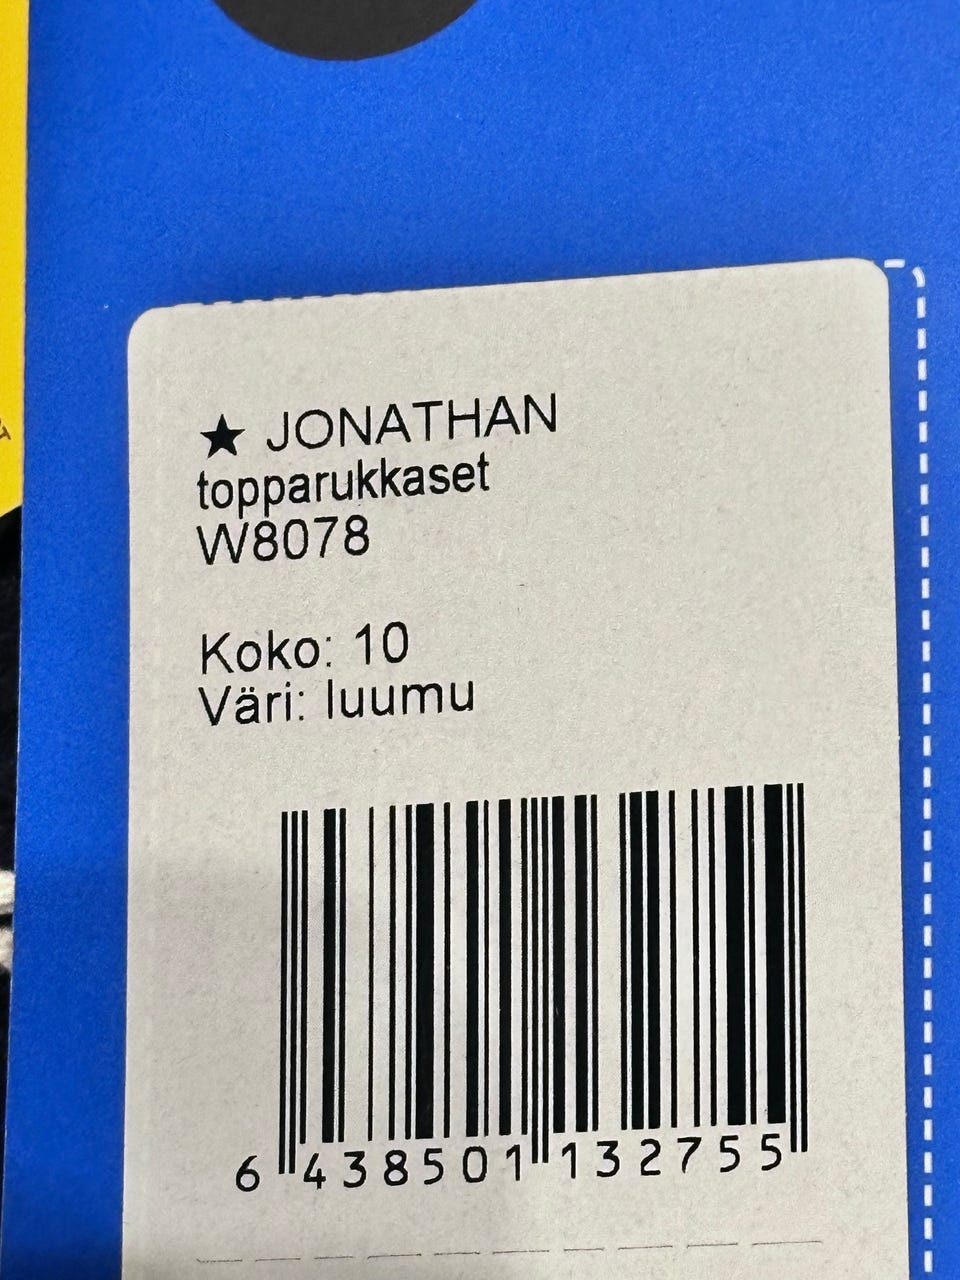 ★ JONATHAN
topparukkaset
W8078
Koko: 10
Väri: luumu
6 438501 132755